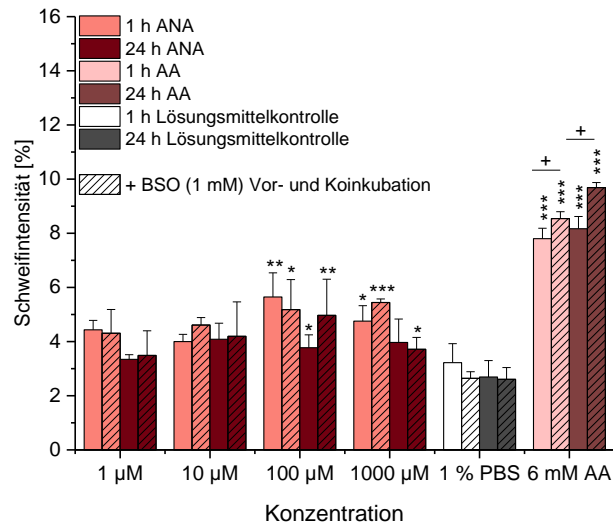 16
14
12
10
8
6
4
2
0
Schweifintensität [%]
1 h ANA
24 h ANA
1 h AA
24 h AA
1 h Lösungsmittelkontrolle
24 h Lösungsmittelkontrolle
+ BSO (1 mM) Vor- und Koinkubation
** * * ** * *** * + + *** *** *** ***
1 µM 10 µM 100 µM 1000 µM 1 % PBS 6 mM AA
Konzentration